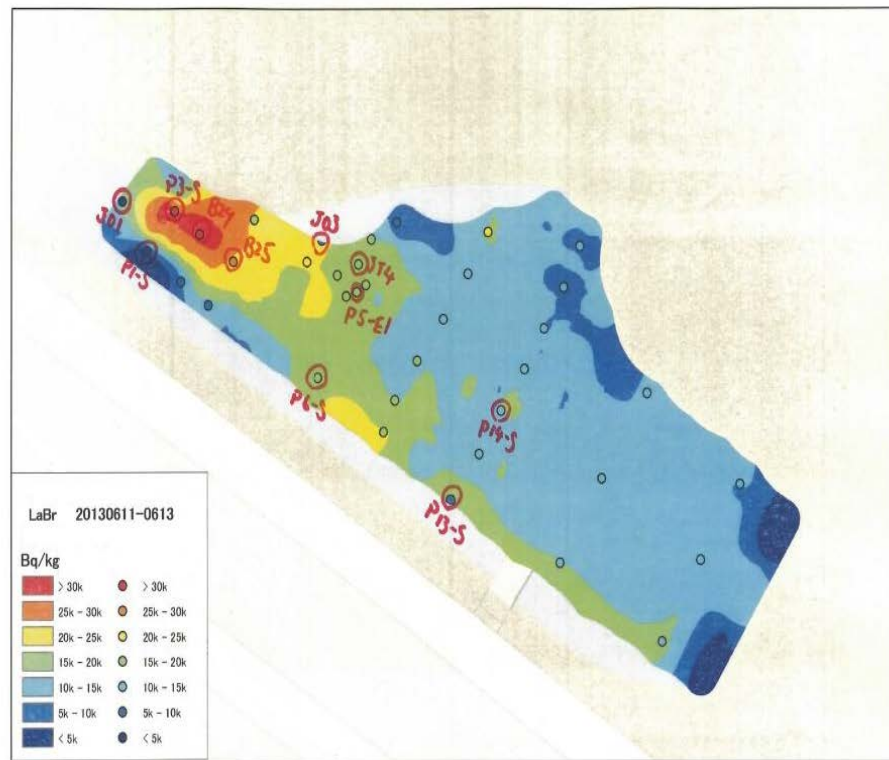 P3-S
B29
J03
J01
B25
JT4
P1-S
P5-E1
P6-S
P14-S
P13-S
LaBr 20130611-0613
Bq/kg
> 30k > 30k
25k - 30k 25k - 30k
20k - 25k 20k - 25k
15k - 20k 15k - 20k
10k - 15k 10k - 15k
5k - 10k 5k - 10k
< 5k < 5k